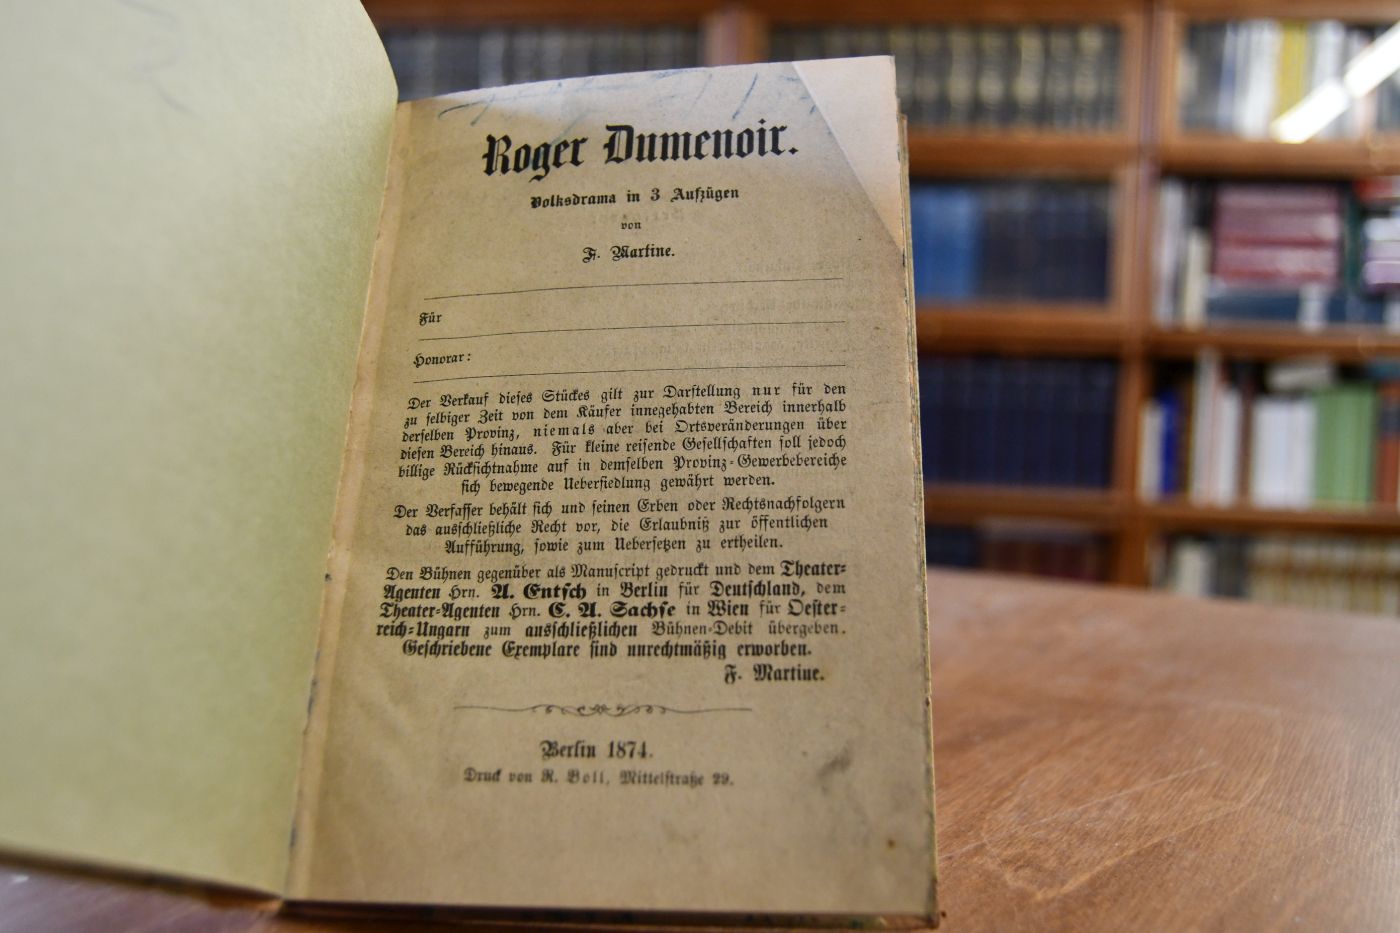 Roger Dumenoir.
Volksdrama in 3 Aufzügen
von
F. Martine.
Für
Honorar:
Der Verkauf dieses Stückes gilt zur Darstellung nur für den
zu selbiger Zeit von dem Käufer innegehabten Bereich innerhalb
derselben Provinz, niemals aber bei Ortsveränderungen über
diesen Bereich hinaus. Für kleine reisende Gesellschaften soll jedoch
billige Rücksichtnahme auf in demselben Provinz-Gewerbebereiche
sich bewegende Uebersiedlung gewährt werden.
Der Verfasser behält sich und seinen Erben oder Rechtsnachfolgern
das ausschließliche Recht vor, die Erlaubniß zur öffentlichen
Aufführung, sowie zum Uebersetzen zu ertheilen.
Den Bühnen gegenüber als Manuscript gedruckt und dem Theater-
Agenten Hrn. A. Entsch in Berlin für Deutschland, dem
Theater-Agenten Hrn. C. A. Sachse in Wien für Oester-
reich-Ungarn zum ausschließlichen Bühnen-Debit übergeben.
Geschriebene Exemplare sind unrechtmäßig erworben.
F. Martine.
Berlin 1874.
Druck von R. Boll, Mittelstraße 29.